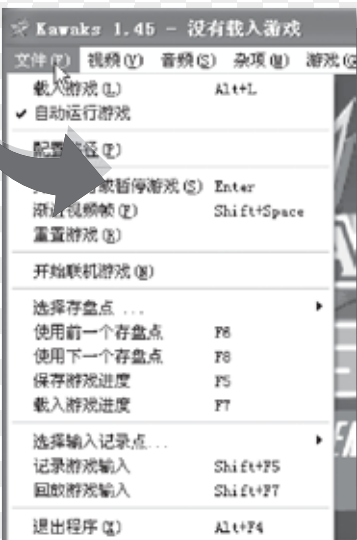 Kawaks 1.45 - 没有载入游戏
文件(F) 视频(V) 音频(S) 杂项(M) 游戏(G
载入游戏(L) Alt+L
✓ 自动运行游戏
配置路径(P)
或暂停游戏(S) Enter
渐进视频帧(F) Shift+Space
重置游戏(R)
开始联机游戏(N)
选择存盘点 ...
使用前一个存盘点 F6
使用下一个存盘点 F8
保存游戏进度 F5
载入游戏进度 F7
选择输入记录点...
记录游戏输入 Shift+F5
回放游戏输入 Shift+F7
退出程序(X) Alt+F4